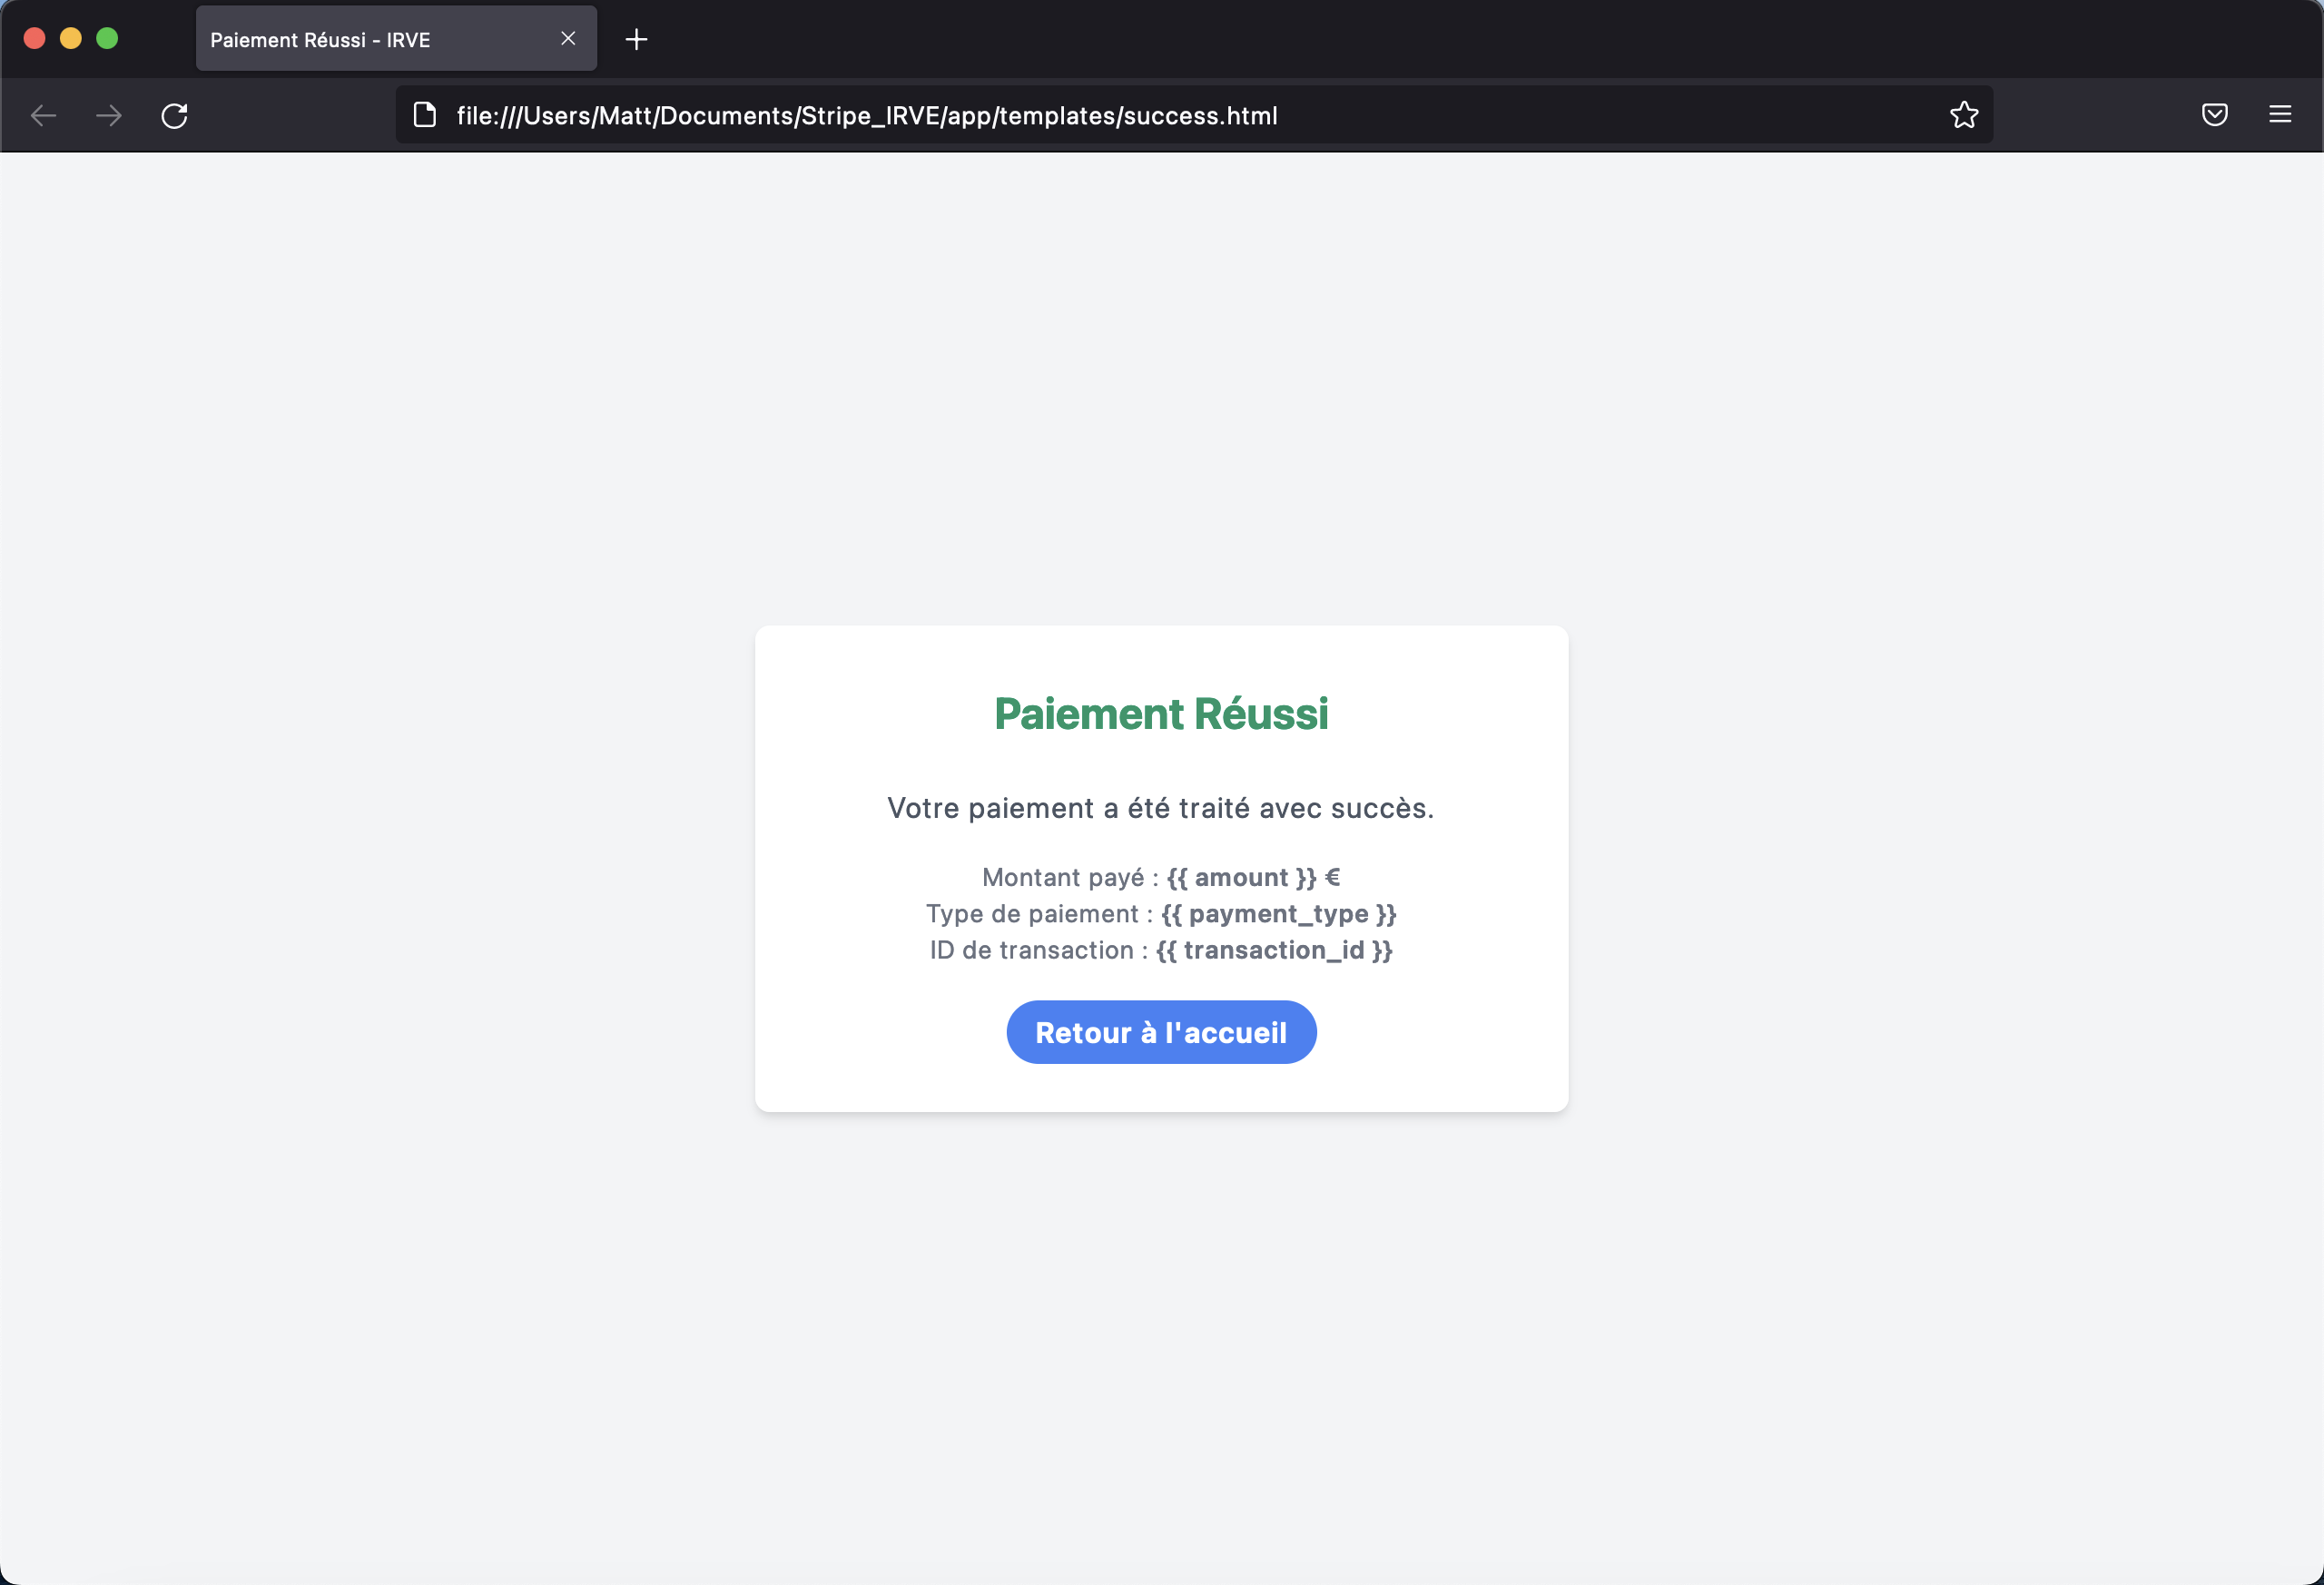 Paiement Réussi - IRVE
file:///Users/Matt/Documents/Stripe_IRVE/app/templates/success.html
Paiement Réussi
Votre paiement a été traité avec succès.
Montant payé : {{ amount }} €
Type de paiement : {{ payment_type }}
ID de transaction : {{ transaction_id }}
Retour à l'accueil